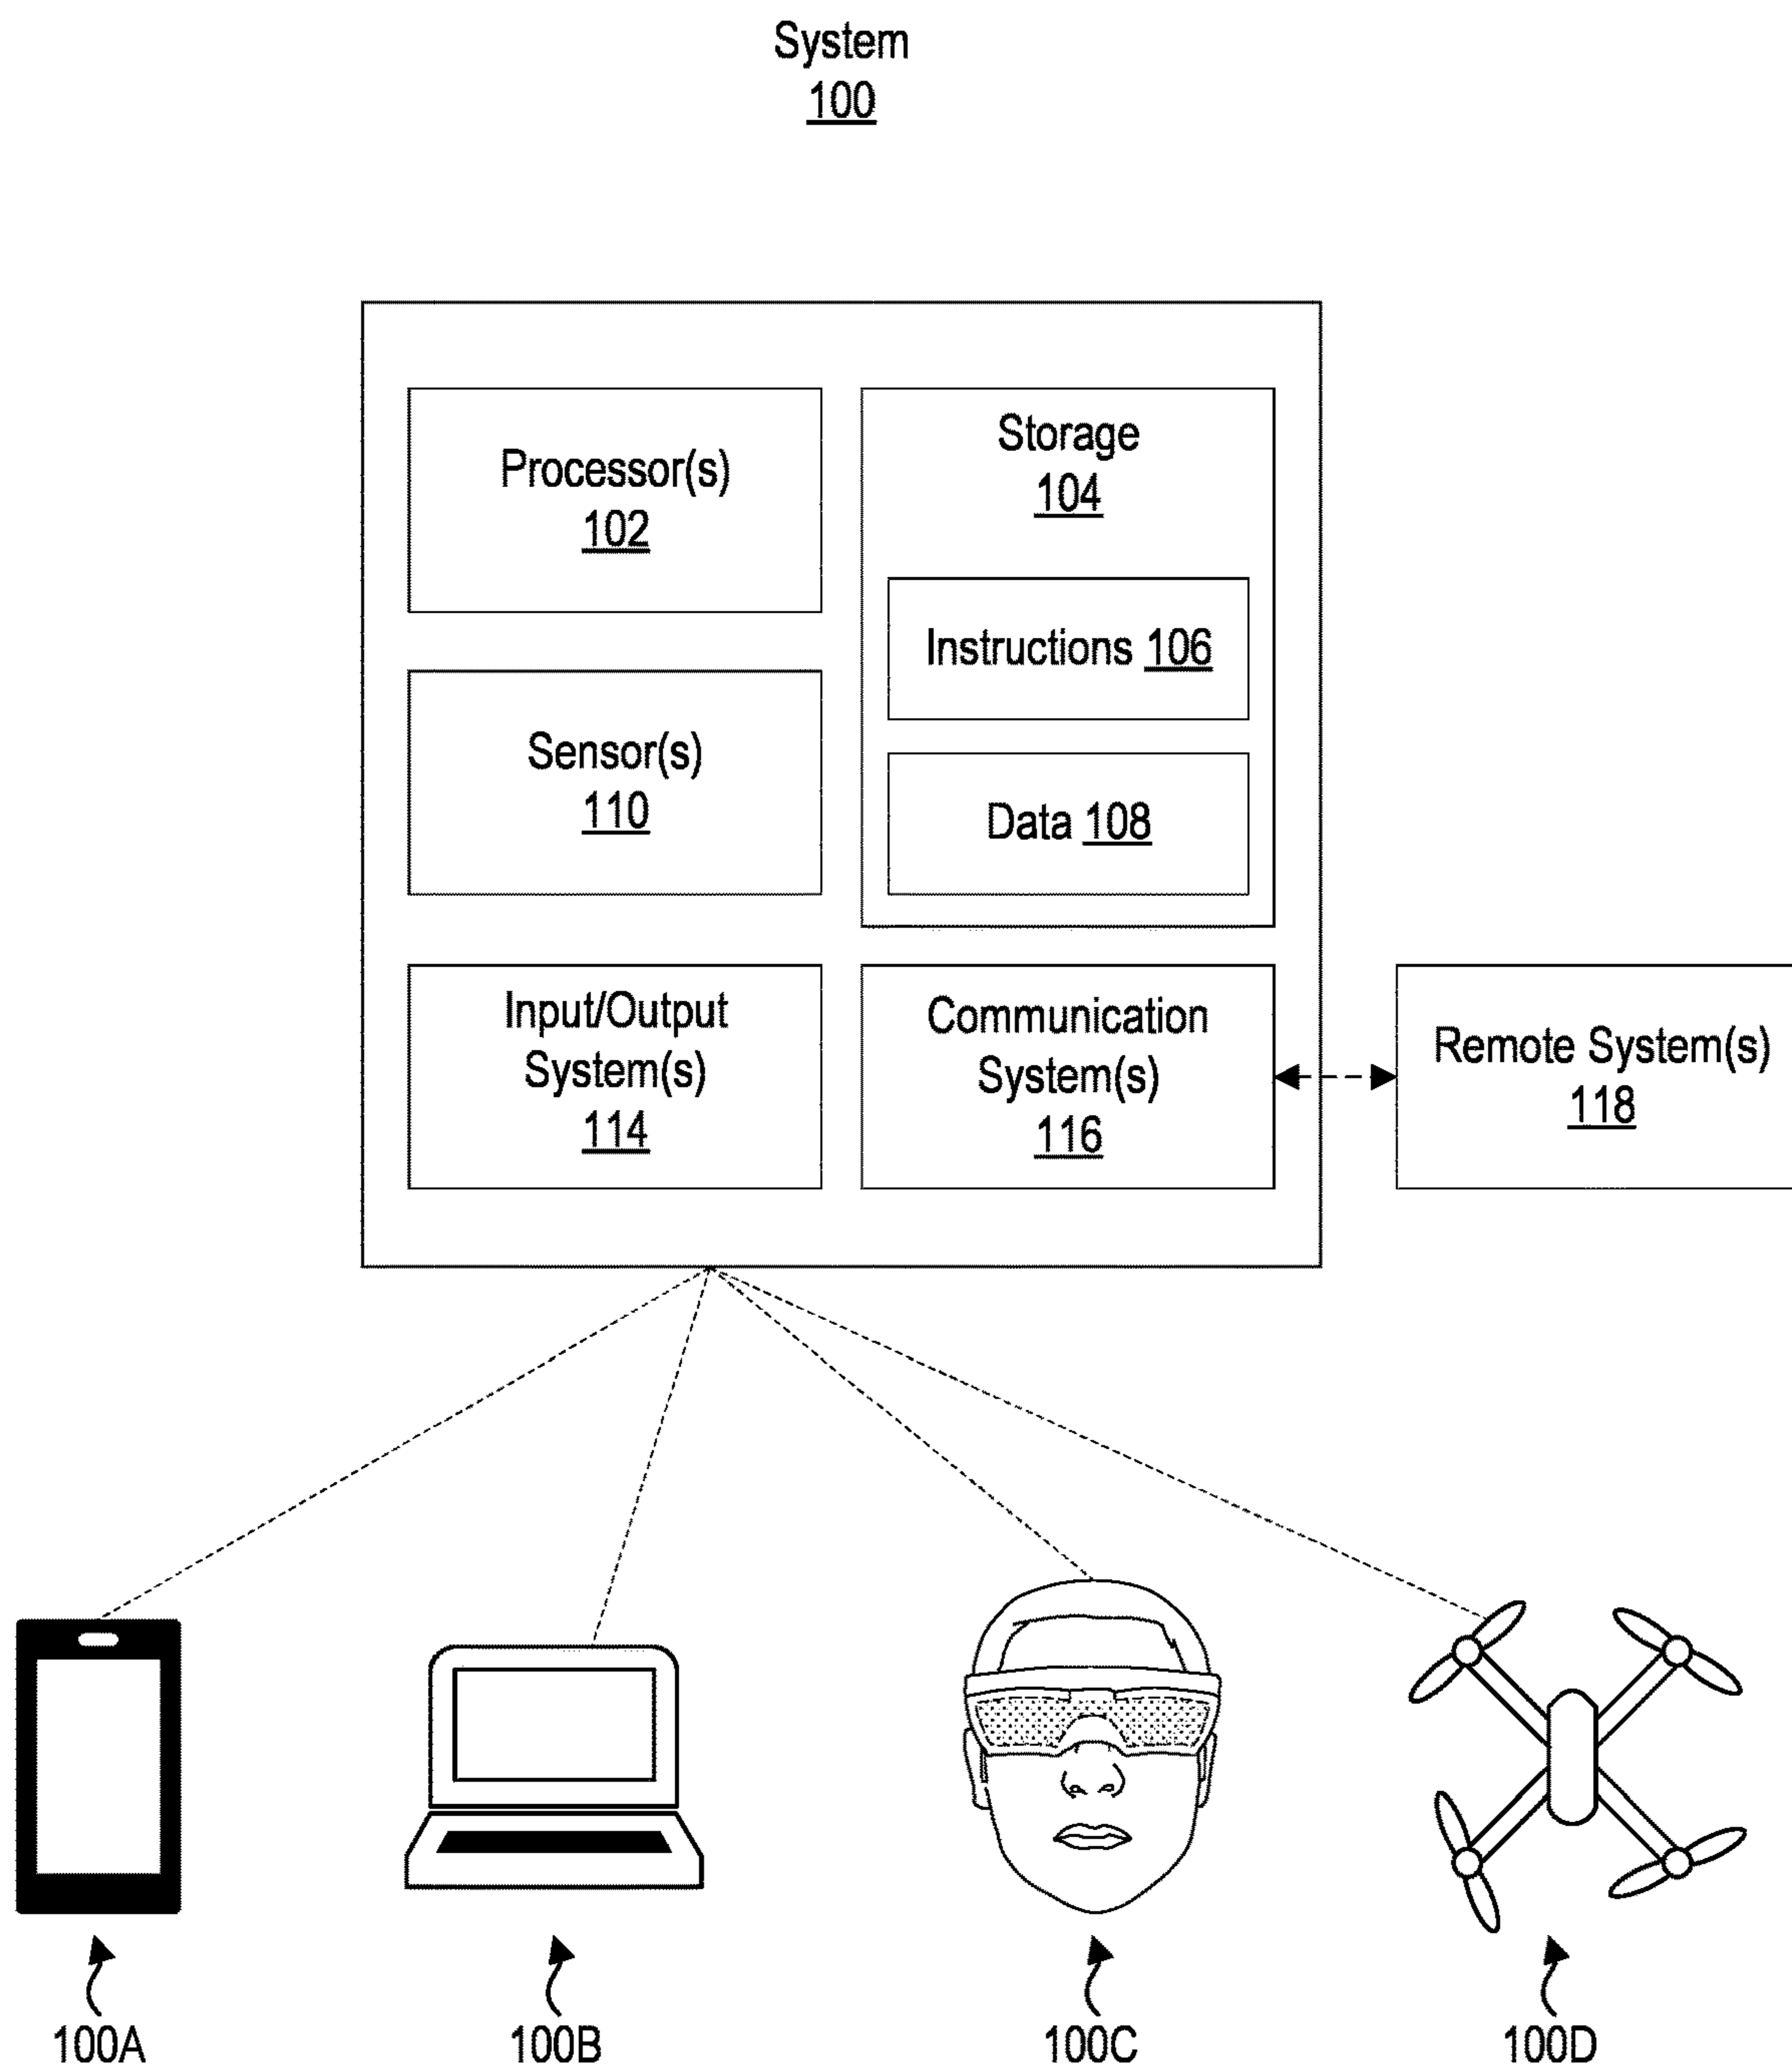 System
100
Processor(s)
102
Storage
104
Instructions 106
Data 108
Sensor(s)
110
Input/Output
System(s)
114
Communication
System(s)
116
Remote System(s)
118
100A
100B
100C
100D